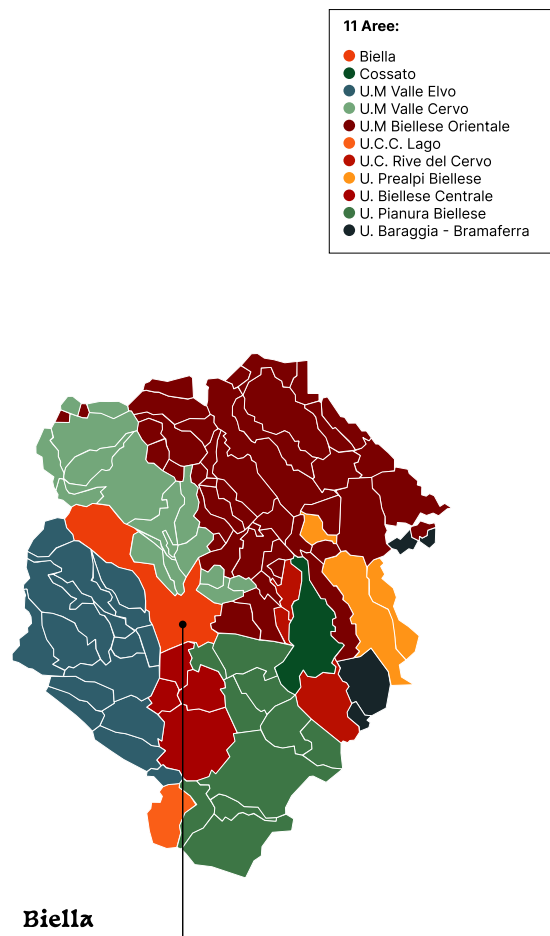 11 Aree:
Biella
Cossato
U.M Valle Elvo
U.M Valle Cervo
U.M Biellese Orientale
U.C.C. Lago
U.C. Rive del Cervo
U. Prealpi Biellese
U. Biellese Centrale
U. Pianura Biellese
U. Baraggia - Bramaferra
Biella